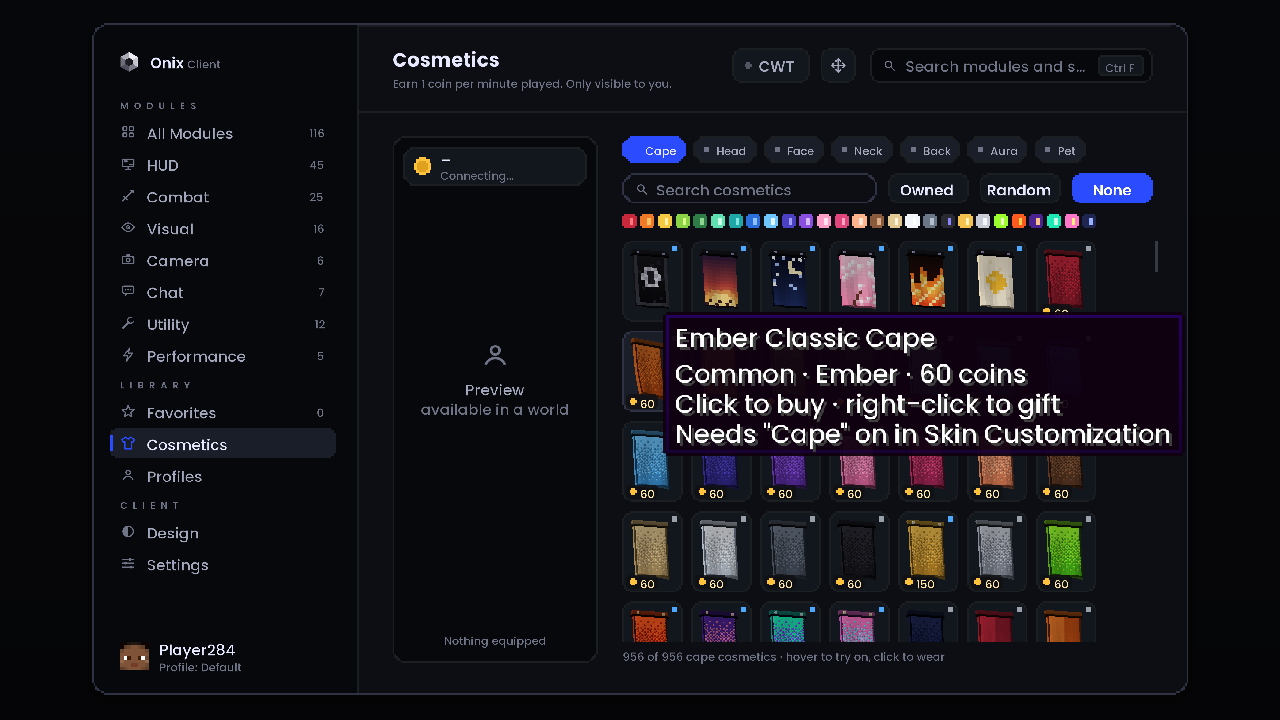 Onix Client
MODULES
All Modules 116
HUD 45
Combat 25
Visual 16
Camera 6
Chat 7
Utility 12
Performance 5
LIBRARY
Favorites 0
Cosmetics
Profiles
CLIENT
Design
Settings
Player284
Profile: Default
Cosmetics
Earn 1 coin per minute played. Only visible to you.
CWT
Search modules and s...
Ctrl F
–
Connecting...
Preview
available in a world
Nothing equipped
Cape Head Face Neck Back Aura Pet
Search cosmetics
Owned Random None
60
Ember Classic Cape
Common · Ember · 60 coins
Click to buy · right-click to gift
Needs "Cape" on in Skin Customization
60
60 60 60 60 60 60 60
60 60 60 60 150 60 60
956 of 956 cape cosmetics · hover to try on, click to wear